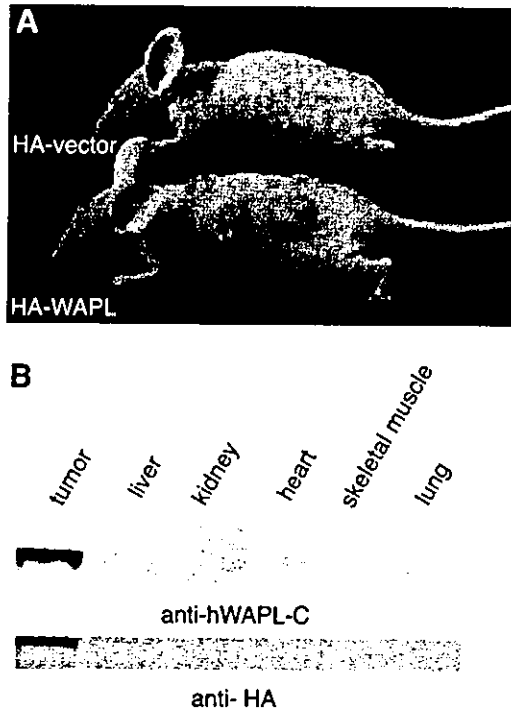 A
HA-vector
HA-WAPL
B
tumor
liver
kidney
heart
skeletal muscle
lung
anti-hWAPL-C
anti- HA